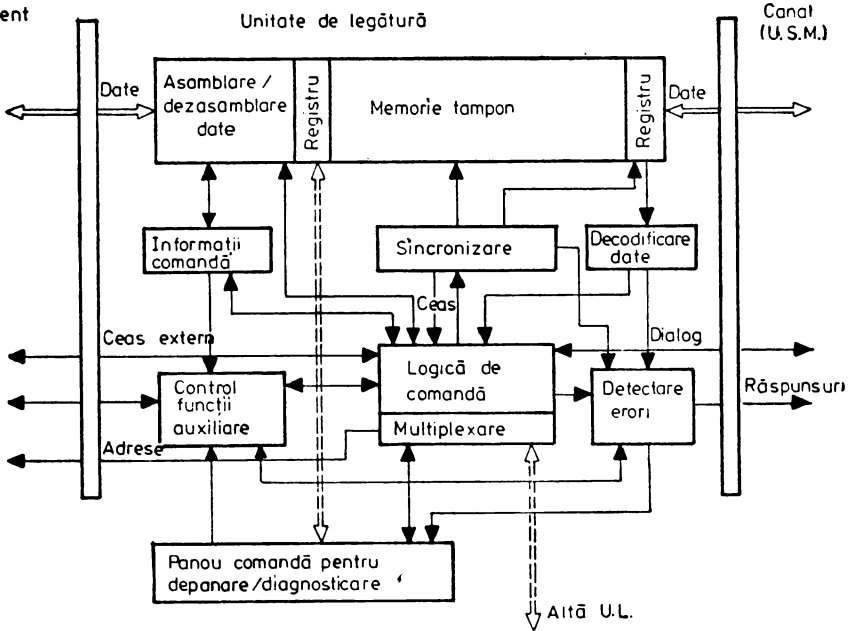 ent
Unitate de legătură
Canal
(U.S.M.)
Date
Asamblare /
dezasamblare
date
Registru
Memorie tampon
Registru
Date
Informații
comandă
Sincronizare
Decodificare
date
Ceas
Ceas extern
Dialog
Control
funcții
auxiliare
Logică de
comandă
Multiplexare
Detectare
erori
Răspunsuri
Adrese
Panou comandă pentru
depanare/diagnosticare
Altă U.L.